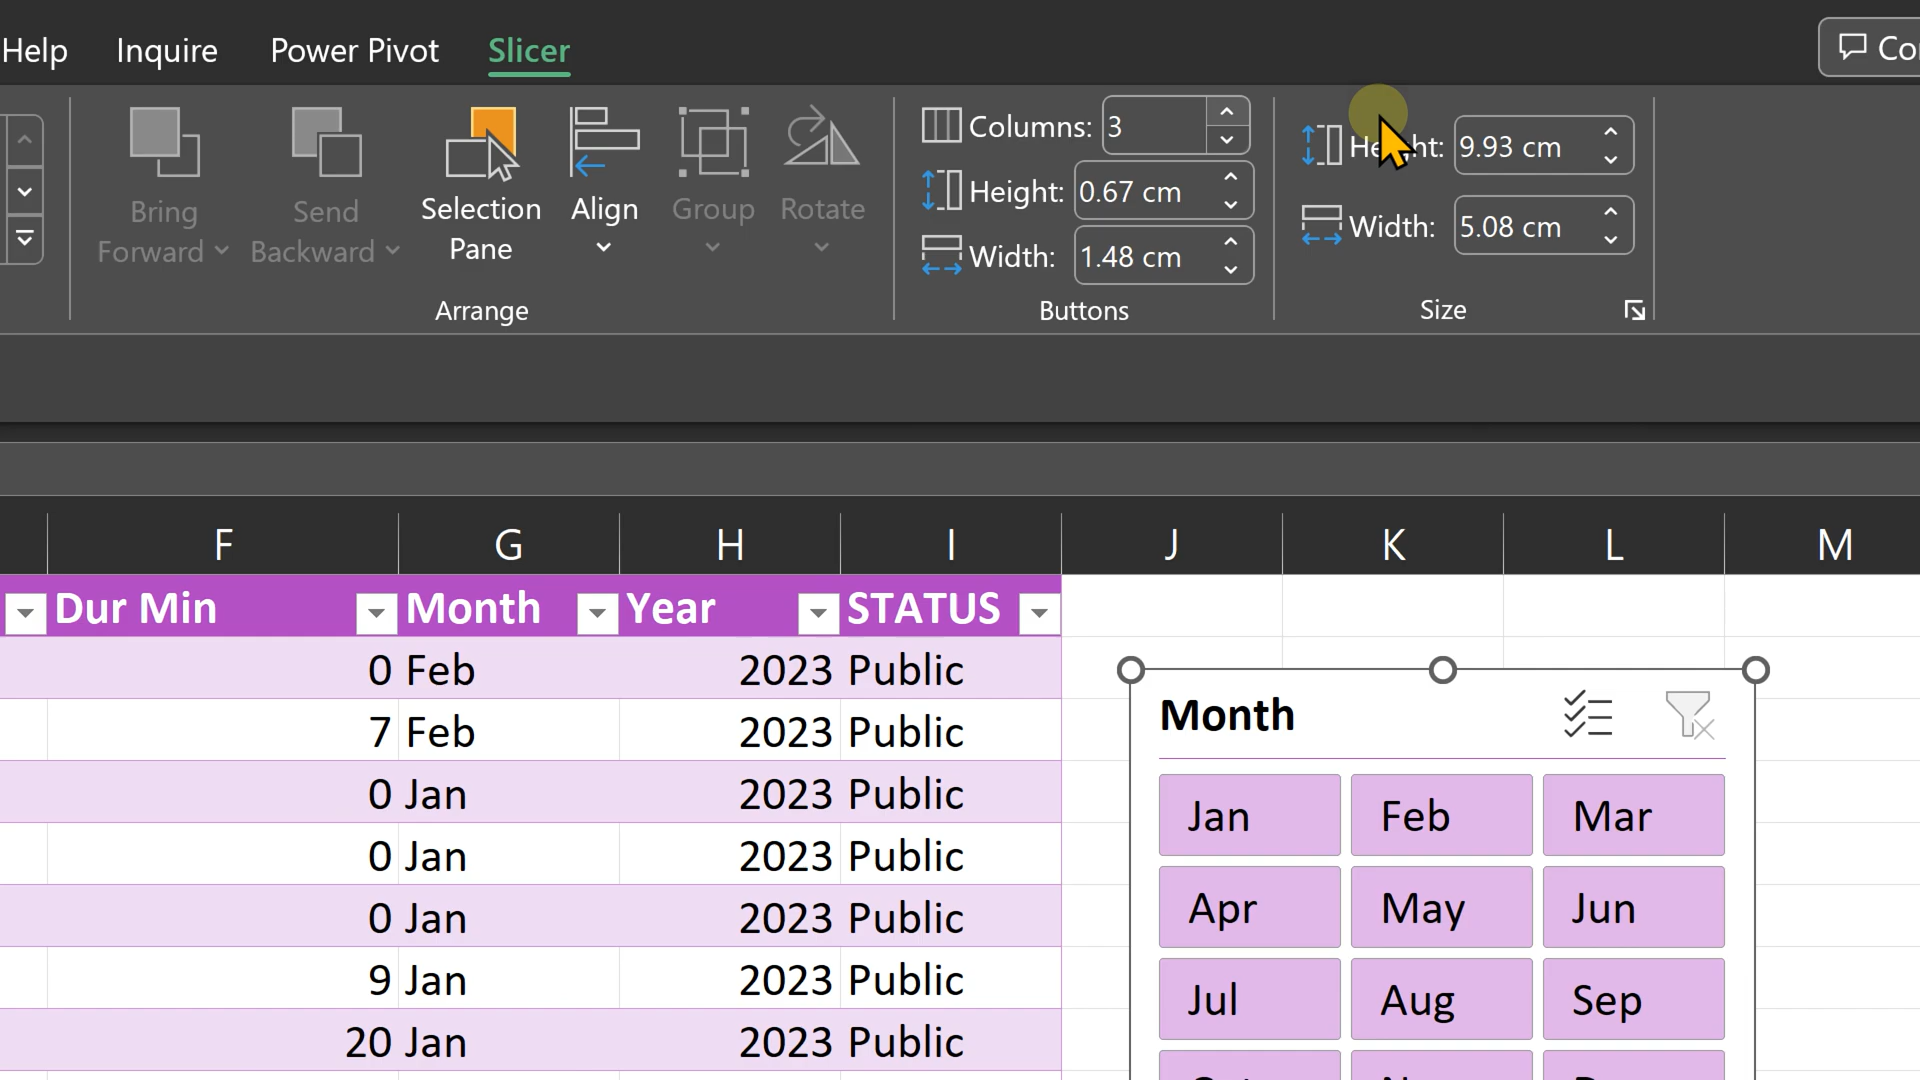 Help Inquire Power Pivot Slicer
Bring Forward
Send Backward
Selection Pane
Align
Group
Rotate
Arrange
Columns: 3
Height: 0.67 cm
Width: 1.48 cm
Buttons
Height: 9.93 cm
Width: 5.08 cm
Size
F G H I J K L M
Dur Min Month Year STATUS
0 Feb 2023 Public
7 Feb 2023 Public
0 Jan 2023 Public
0 Jan 2023 Public
0 Jan 2023 Public
9 Jan 2023 Public
20 Jan 2023 Public
Month
Jan Feb Mar
Apr May Jun
Jul Aug Sep